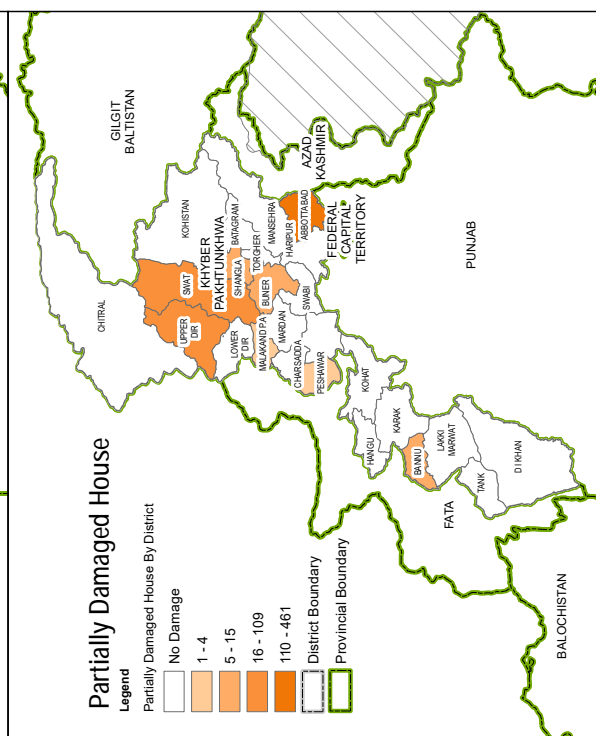 Partially Damaged House
Legend
Partially Damaged House By District
No Damage
1 - 4
5 - 15
16 - 109
110 - 461
District Boundary
Provincial Boundary
GILGIT
BALTISTAN
CHITRAL
KOHISTAN
SWAT
UPPER
DIR
KHYBER
PAKHTUNKHWA
BATAGRAM
SHANGLA
TORGHER
MANSEHRA
LOWER
DIR
BUNER
MALAKAND P.A
MARDAN
SWABI
HARIPUR
ABBOTTABAD
AZAD
KASHMIR
FEDERAL
CAPITAL
TERRITORY
CHARSADDA
PESHAWAR
KOHAT
HANGU
KARAK
BANNU
LAKKI
MARWAT
TANK
D I KHAN
FATA
PUNJAB
BALOCHISTAN